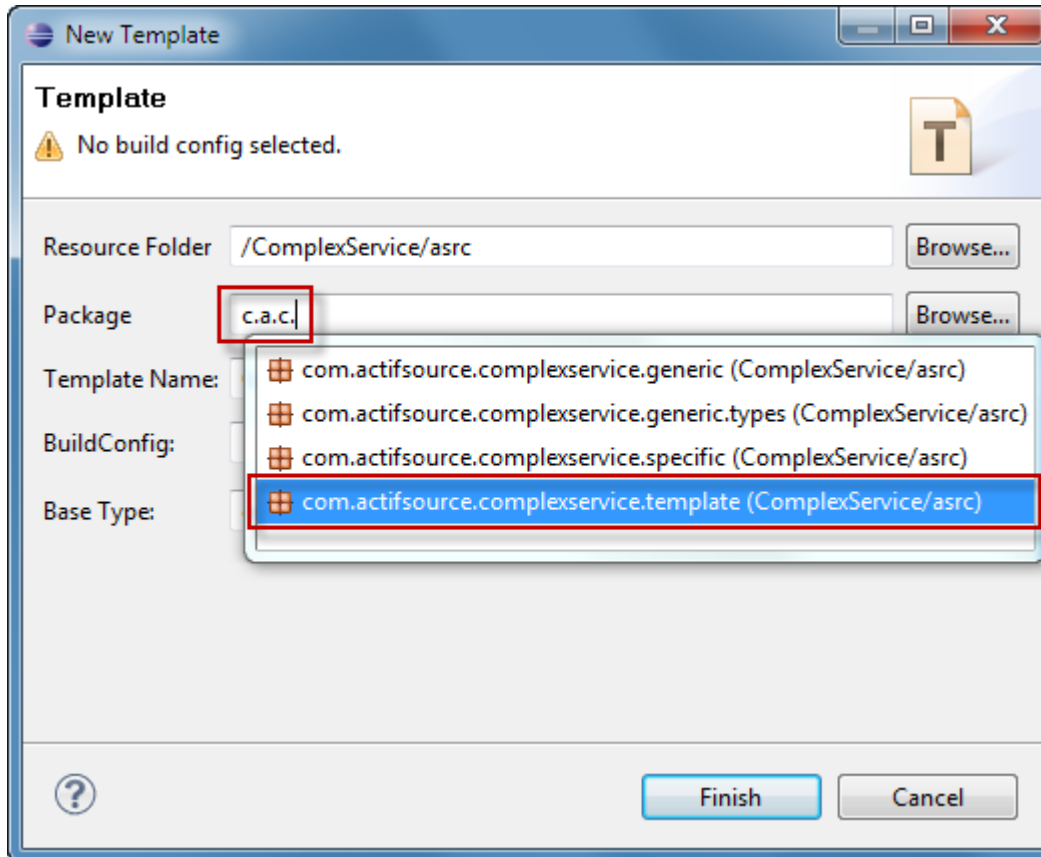 New Template
Template
No build config selected.
Resource Folder
/ComplexService/asrc
Browse...
Package
c.a.c.
Browse...
com.actifsource.complexservice.generic (ComplexService/asrc)
Template Name:
com.actifsource.complexservice.generic.types (ComplexService/asrc)
BuildConfig:
com.actifsource.complexservice.specific (ComplexService/asrc)
Base Type:
com.actifsource.complexservice.template (ComplexService/asrc)
Finish
Cancel